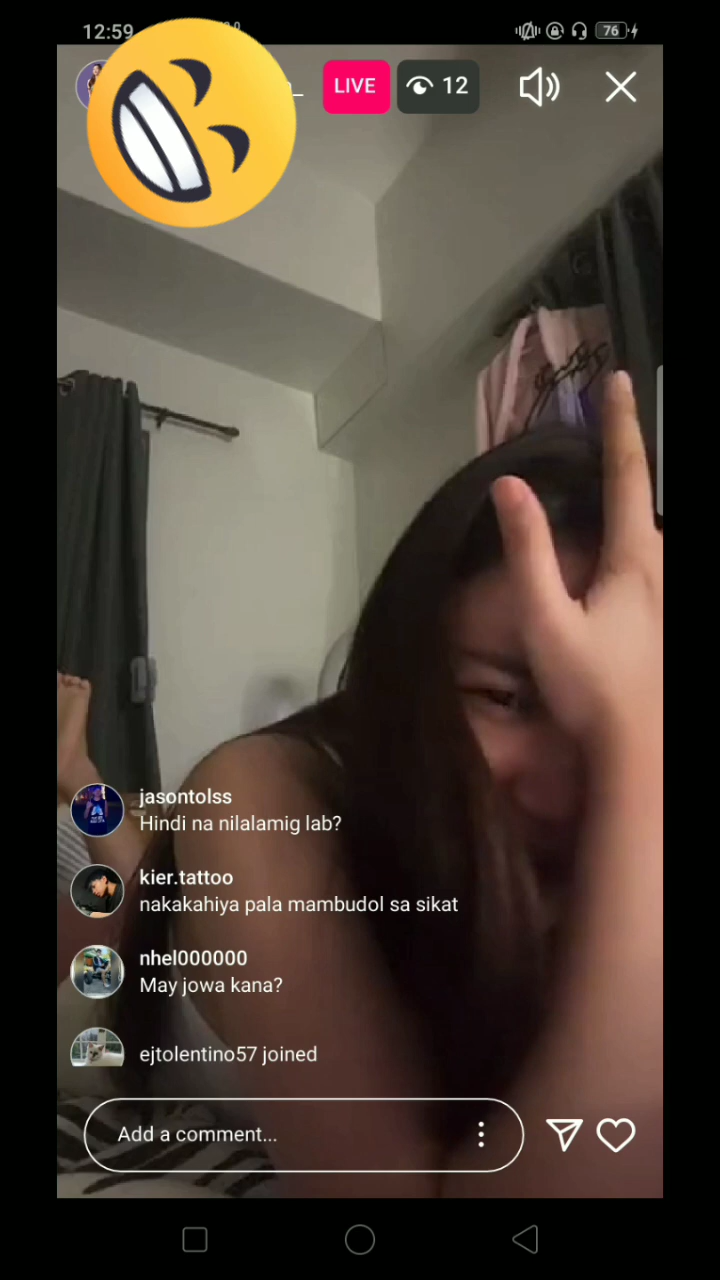 12:59
76
LIVE
12
jasontolss
Hindi na nilalamig lab?
kier.tattoo
nakakahiya pala mambudol sa sikat
nhel000000
May jowa kana?
ejtolentino57 joined
Add a comment...